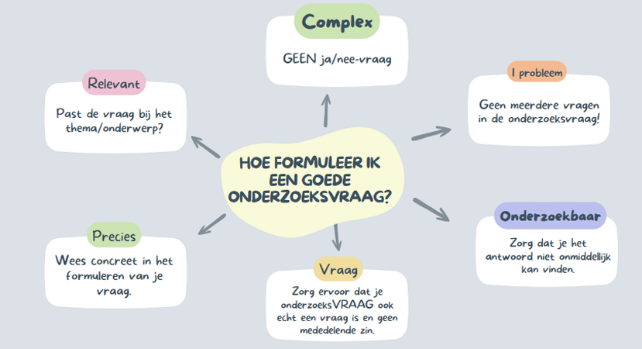 Complex
GEEN ja/nee-vraag
Relevant
Past de vraag bij het
thema/onderwerp?
1 probleem
Geen meerdere vragen
in de onderzoeksvraag!
HOE FORMULEER IK
EEN GOEDE
ONDERZOEKSVRAAG?
Precies
Wees concreet in het
formuleren van je
vraag.
Vraag
Zorg ervoor dat je
onderzoeksVRAAG ook
echt een vraag is en geen
mededelende zin.
Onderzoekbaar
Zorg dat je het
antwoord niet onmiddellijk
kan vinden.